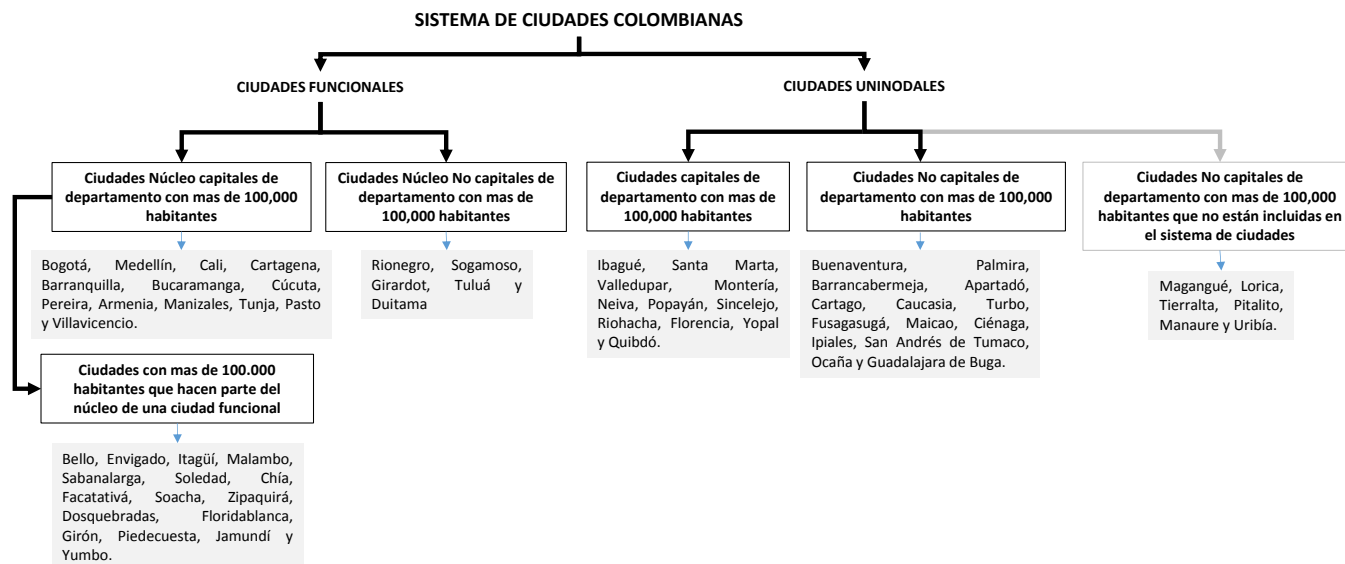 SISTEMA DE CIUDADES COLOMBIANAS
CIUDADES FUNCIONALES
CIUDADES UNINODALES
Ciudades Núcleo capitales de
departamento con mas de 100,000
habitantes
Ciudades Núcleo No capitales de
departamento con mas de
100,000 habitantes
Ciudades capitales de
departamento con mas de
100,000 habitantes
Ciudades No capitales de
departamento con mas de 100,000
habitantes
Ciudades No capitales de
departamento con mas de 100,000
habitantes que no están incluidas en
el sistema de ciudades
Bogotá, Medellín, Cali, Cartagena,
Barranquilla, Bucaramanga, Cúcuta,
Pereira, Armenia, Manizales, Tunja, Pasto
y Villavicencio.
Rionegro, Sogamoso,
Girardot, Tuluá y
Duitama
Ibagué, Santa Marta,
Valledupar, Montería,
Neiva, Popayán, Sincelejo,
Riohacha, Florencia, Yopal
y Quibdó.
Buenaventura, Palmira,
Barrancabermeja, Apartadó,
Cartago, Caucasia, Turbo,
Fusagasugá, Maicao, Ciénaga,
Ipiales, San Andrés de Tumaco,
Ocaña y Guadalajara de Buga.
Magangué, Lorica,
Tierralta, Pitalito,
Manaure y Uribía.
Ciudades con mas de 100.000
habitantes que hacen parte del
núcleo de una ciudad funcional
Bello, Envigado, Itagüí, Malambo,
Sabanalarga, Soledad, Chía,
Facatativá, Soacha, Zipaquirá,
Dosquebradas, Floridablanca,
Girón, Piedecuesta, Jamundí y
Yumbo.